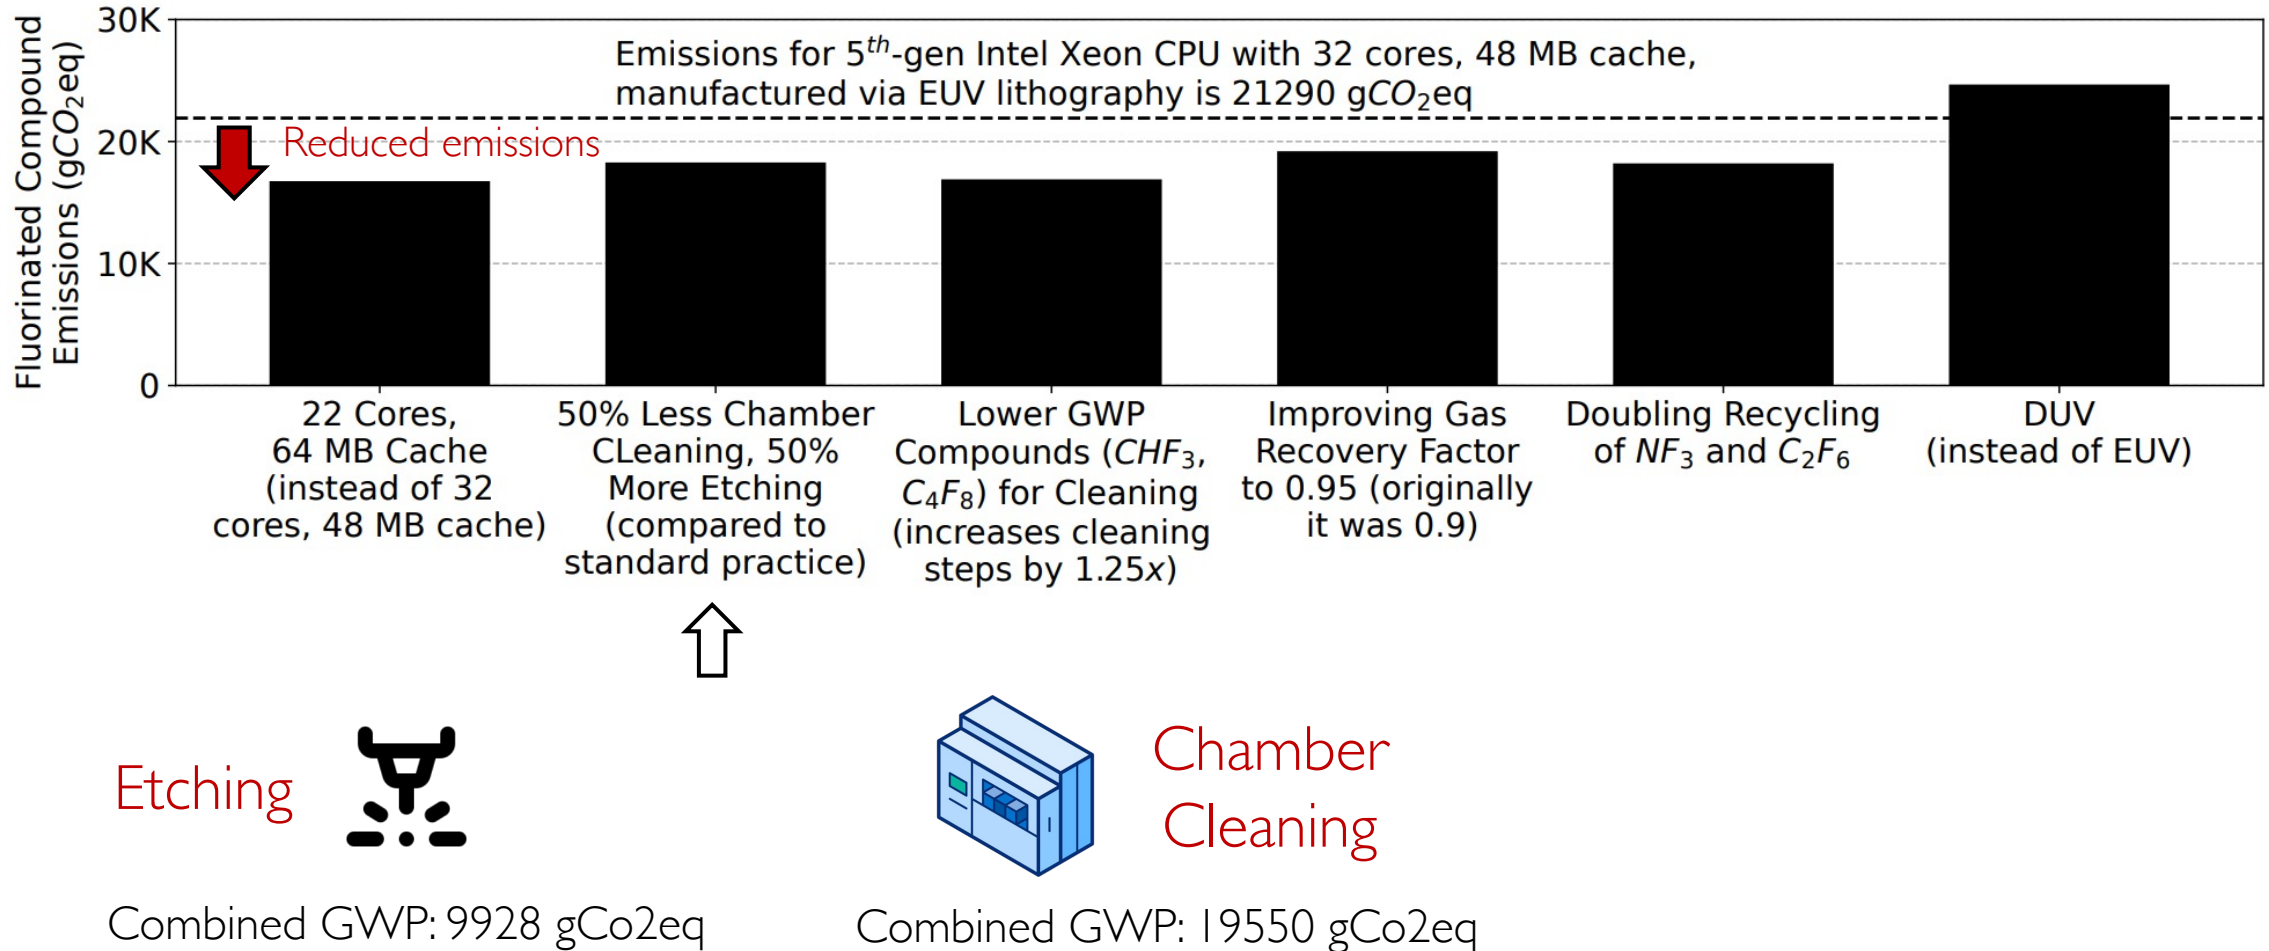 Fluorinated Compound
Emissions (gCO₂eq)
30K
20K
10K
0
Emissions for 5ᵗʰ-gen Intel Xeon CPU with 32 cores, 48 MB cache,
manufactured via EUV lithography is 21290 gCO₂eq
Reduced emissions
22 Cores,
64 MB Cache
(instead of 32
cores, 48 MB cache)
50% Less Chamber
CLeaning, 50%
More Etching
(compared to
standard practice)
Lower GWP
Compounds (CHF₃,
C₄F₈) for Cleaning
(increases cleaning
steps by 1.25x)
Improving Gas
Recovery Factor
to 0.95 (originally
it was 0.9)
Doubling Recycling
of NF₃ and C₂F₆
DUV
(instead of EUV)
Etching
Chamber
Cleaning
Combined GWP: 9928 gCo2eq
Combined GWP: 19550 gCo2eq